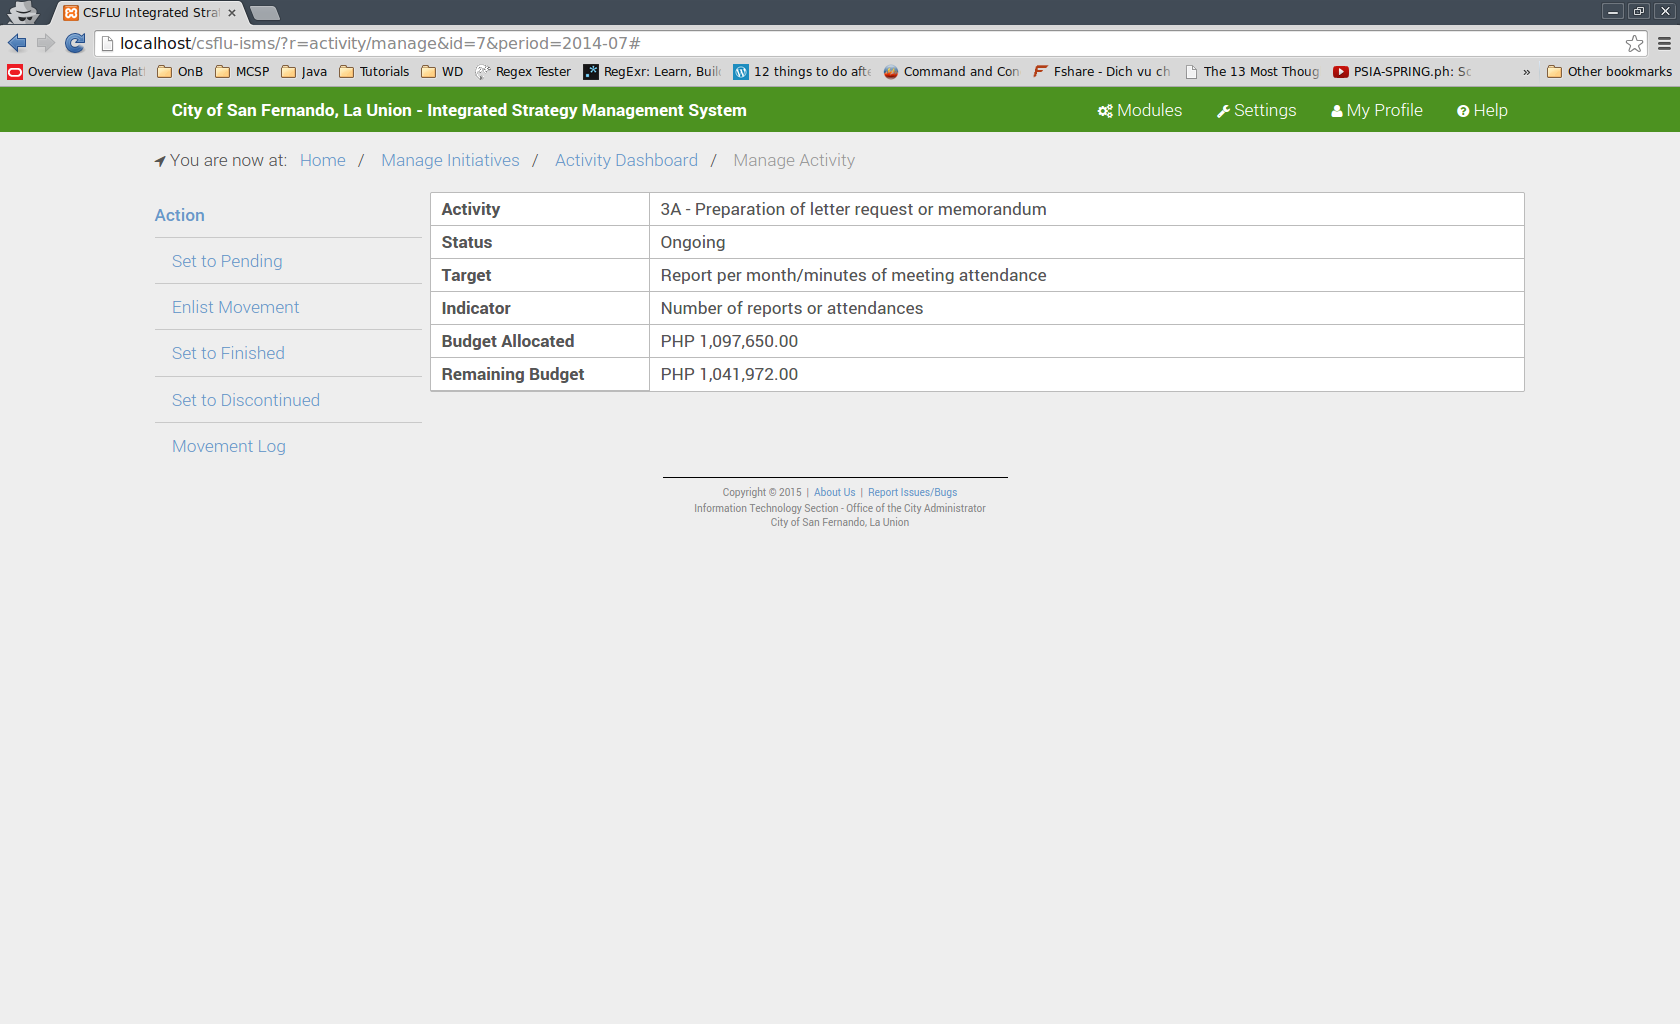 CSFLU Integrated Stra
localhost/csflu-isms/?r=activity/manage&id=7&period=2014-07#
Overview (Java Plat OnB MCSP Java Tutorials WD Regex Tester RegExr: Learn, Buil 12 things to do afte Command and Con Fshare - Dich vu ch The 13 Most Thoug PSIA-SPRING.ph: Sc » Other bookmarks
City of San Fernando, La Union - Integrated Strategy Management System Modules Settings My Profile Help
You are now at: Home / Manage Initiatives / Activity Dashboard / Manage Activity
Action
Set to Pending
Enlist Movement
Set to Finished
Set to Discontinued
Movement Log
Activity 3A - Preparation of letter request or memorandum
Status Ongoing
Target Report per month/minutes of meeting attendance
Indicator Number of reports or attendances
Budget Allocated PHP 1,097,650.00
Remaining Budget PHP 1,041,972.00
Copyright © 2015 | About Us | Report Issues/Bugs
Information Technology Section - Office of the City Administrator
City of San Fernando, La Union